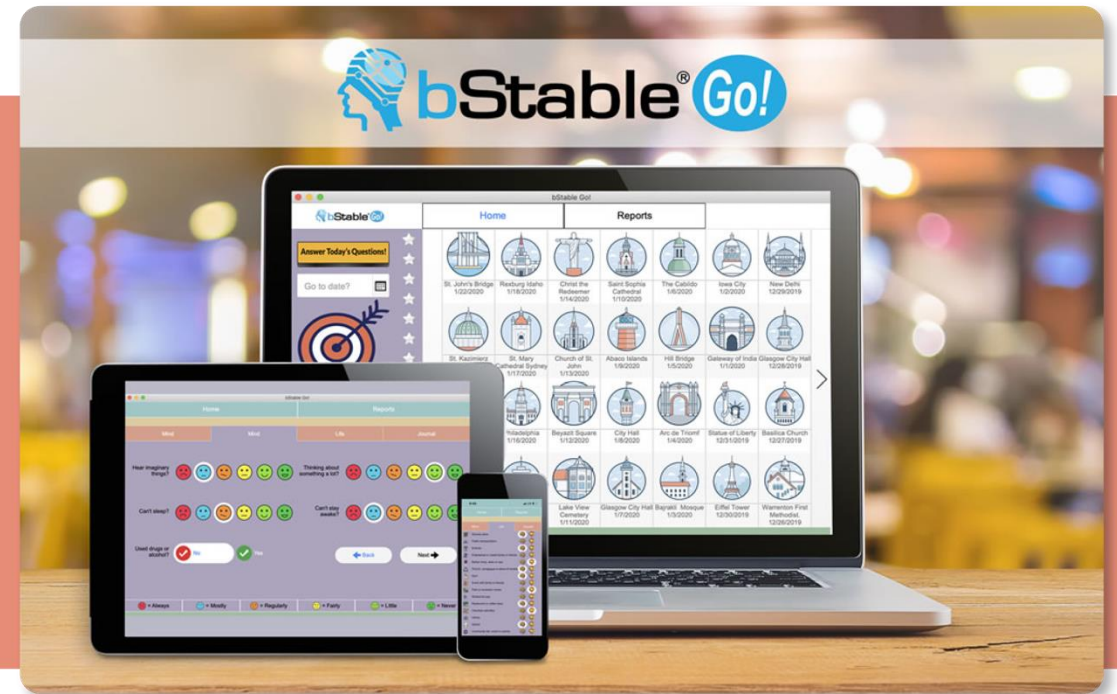 bStable® Go!
bStable Go!
bStable® Go!
Home
Reports
Answer Today's Questions!
Go to date?
St. John's Bridge
1/22/2020
Rexburg Idaho
1/18/2020
Christ the
Redeemer
1/14/2020
Saint Sophie
Cathedral
1/10/2020
The Cabildo
1/6/2020
Iowa City
1/2/2020
New Delhi
12/29/2019
St. Kazimierz
St. Mary
Cathedral Sydney
1/17/2020
Church of St.
John
1/13/2020
Abaco Islands
1/9/2020
Hill Bridge
1/5/2020
Gateway of India
1/1/2020
Glasgow City Hall
12/28/2019
Philadelphia
1/16/2020
Beyazit Square
1/12/2020
City Hall
1/8/2020
Arc de Triomf
1/4/2020
Statue of Liberty
12/31/2019
Basilica Church
12/27/2019
Lake View
Cemetery
1/11/2020
Glasgow City Hall
1/7/2020
Bajrakli Mosque
1/3/2020
Eiffel Tower
12/30/2019
Warrenton First
Methodist.
12/26/2019
bStable Go!
Home
Reports
Mind
Mind
Life
Journal
Hear imaginary
things?
Thinking about
something a lot?
Can't sleep?
Can't stay
awake?
Used drugs or
alcohol?
No
Yes
Back
Next
= Always
= Mostly
= Regularly
= Fairly
= Little
= Never